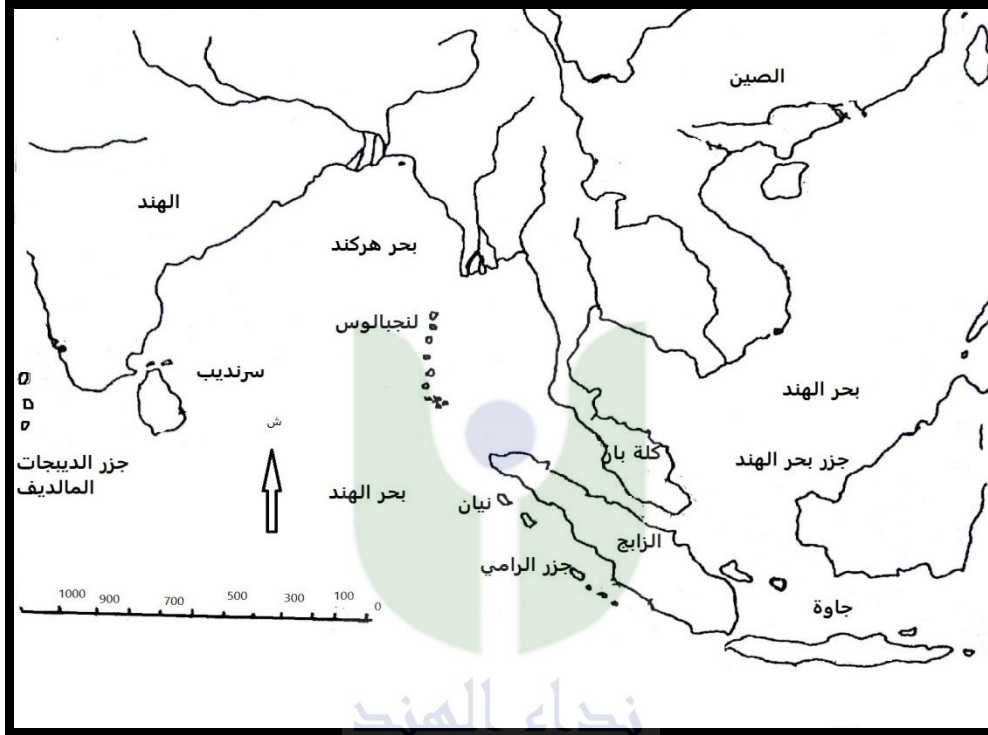 الصين
الهند
بحر هركند
لنجبالوس
سرنديب
بحر الهند
ش
جزر بحر الهند
كلة بار
جزر الديبجات
المالديف
بحر الهند
نيان
الزابج
جزر الرامي
جاوة
1000 900 700 500 300 100 0
نداء الهند